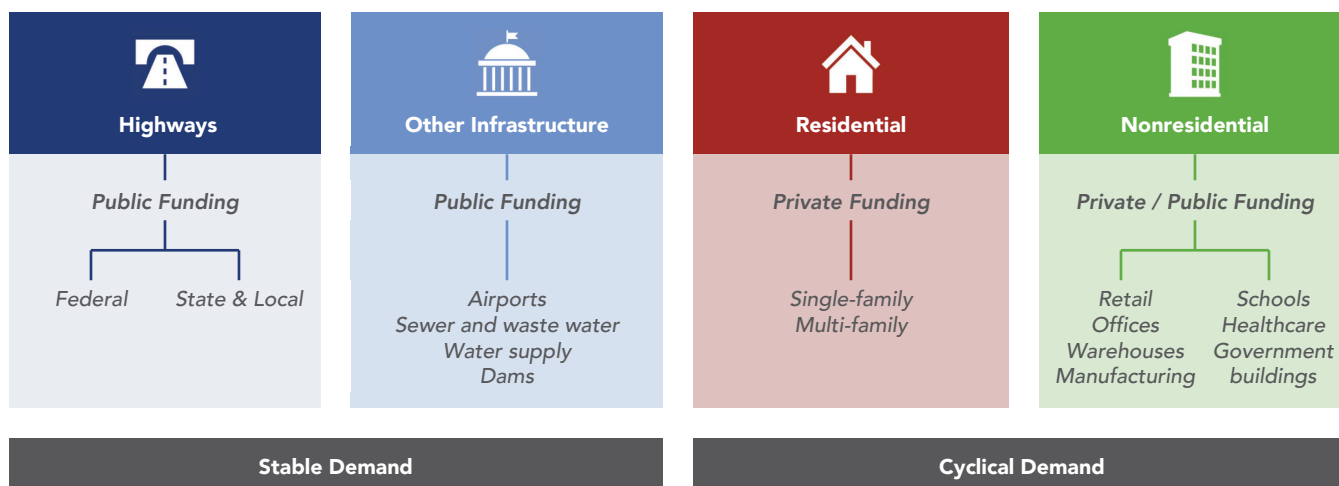 Highways
Public Funding
Federal
State & Local
Other Infrastructure
Public Funding
Airports
Sewer and waste water
Water supply
Dams
Residential
Private Funding
Single-family
Multi-family
Nonresidential
Private / Public Funding
Retail
Offices
Warehouses
Manufacturing
Schools
Healthcare
Government
buildings
Stable Demand
Cyclical Demand